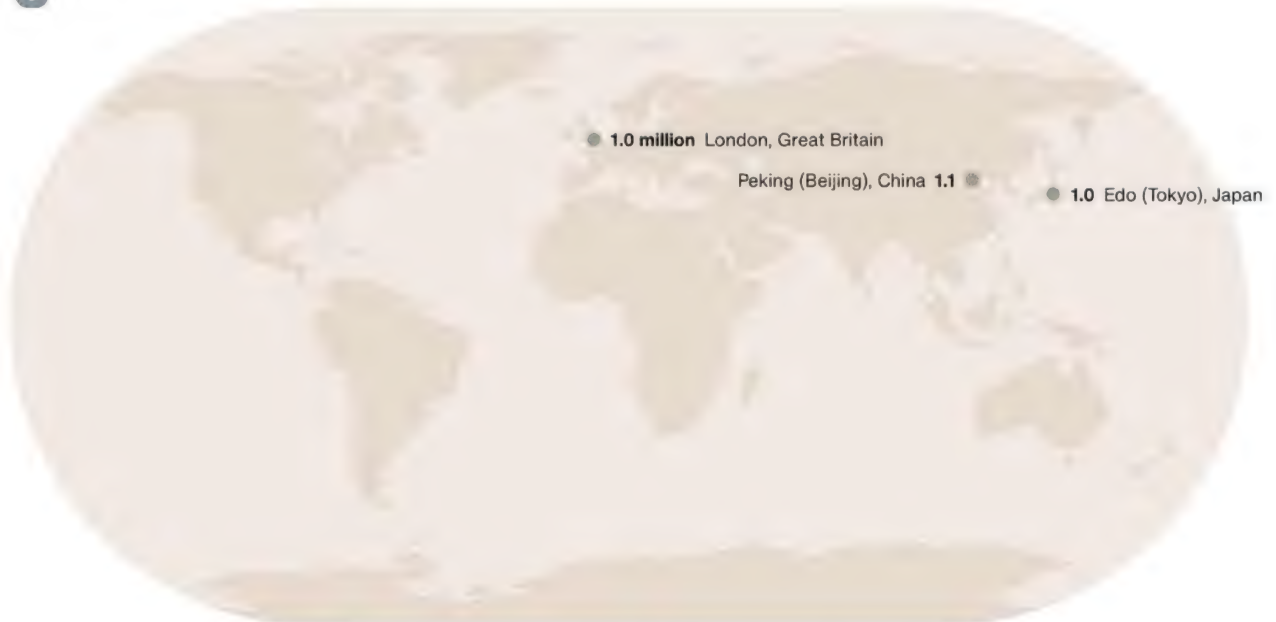 1.0 million London, Great Britain
Peking (Beijing), China 1.1
1.0 Edo (Tokyo), Japan